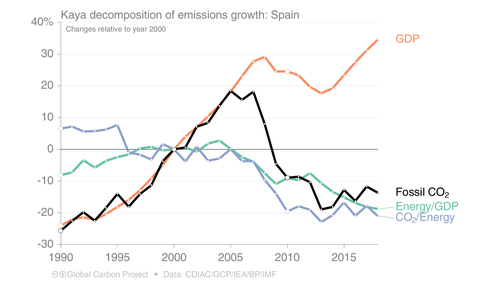 Kaya decomposition of emissions growth: Spain
Changes relative to year 2000
40%
30
20
10
0
-10
-20
-30
1990
1995
2000
2005
2010
2015
GDP
Fossil CO₂
Energy/GDP
CO₂/Energy
Global Carbon Project • Data: CDIAC/GCP/IEA/BP/IMF